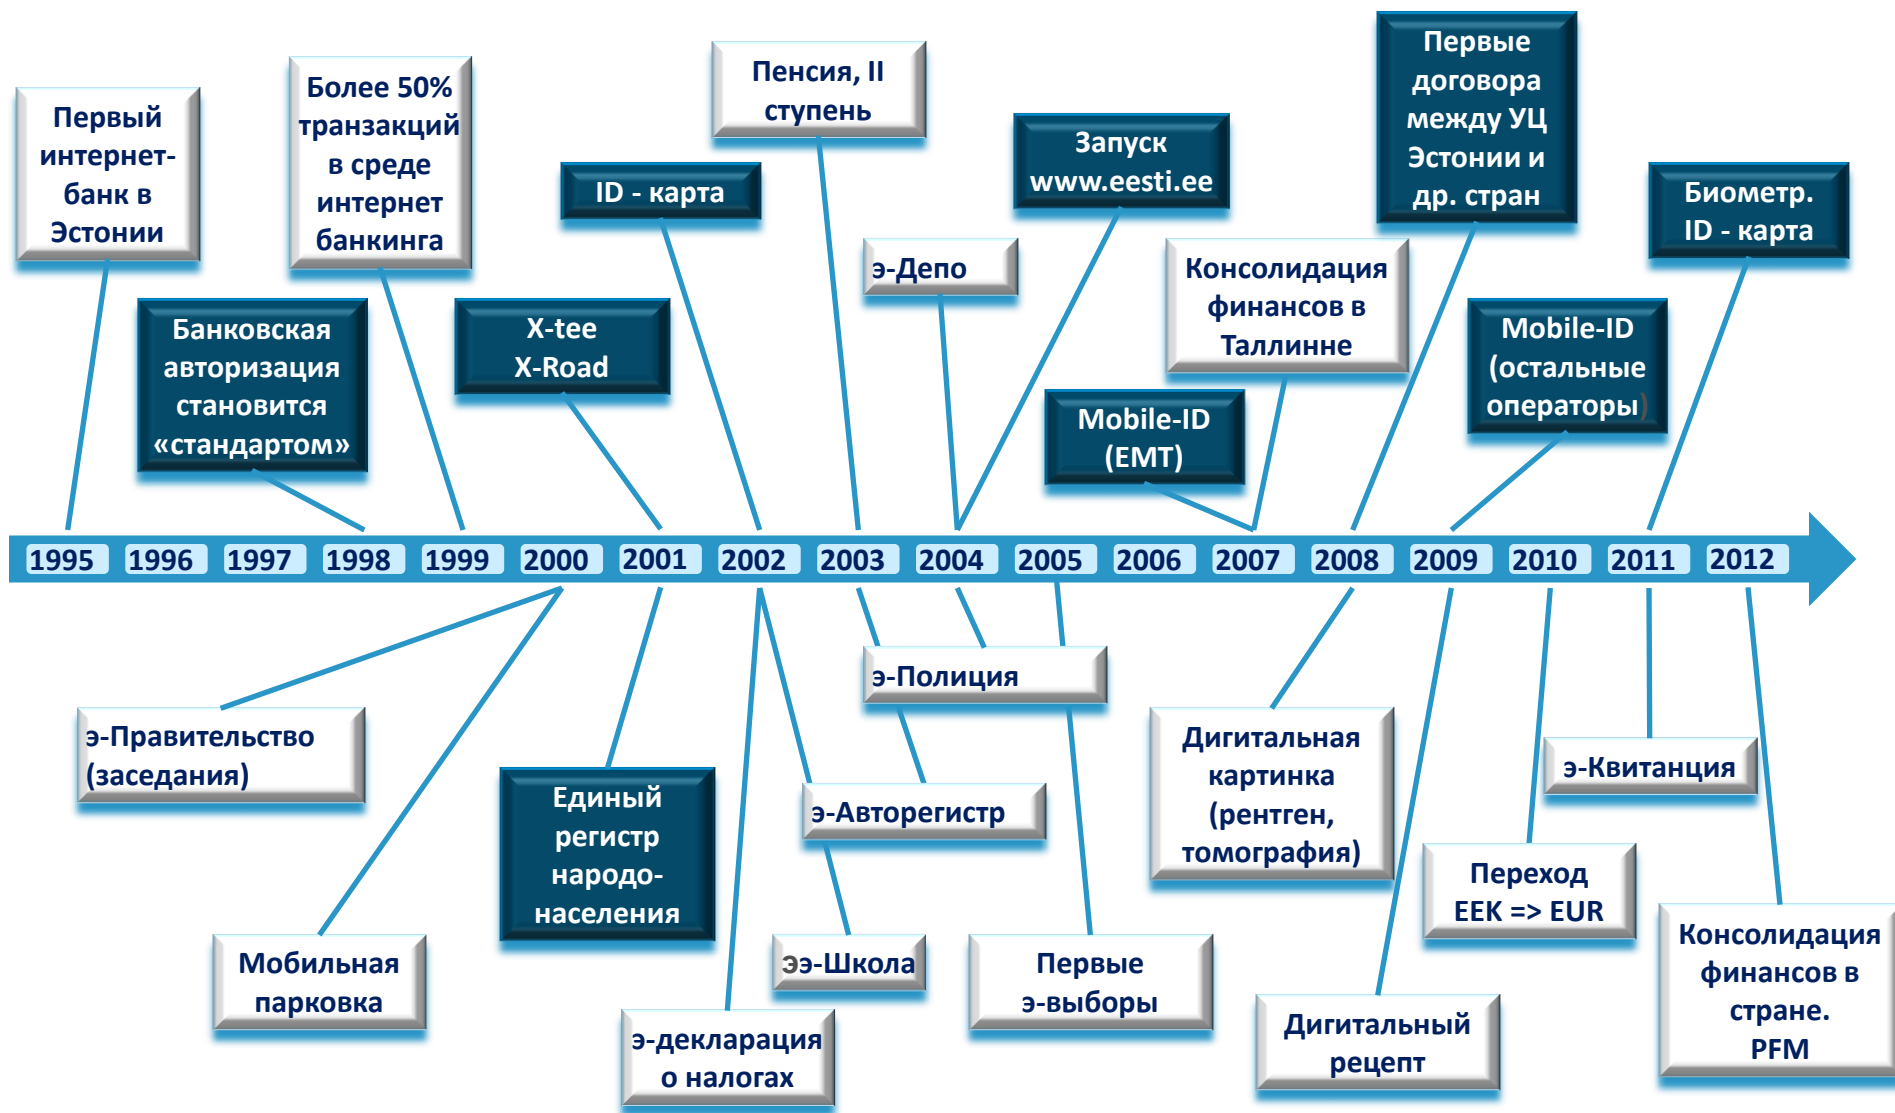 Первый
интернет-
банк в
Эстонии
Более 50%
транзакций
в среде
интернет
банкинга
Пенсия, II
ступень
Первые
договора
между УЦ
Эстонии и
др. стран
ID - карта
Запуск
www.eesti.ee
Биометр.
ID - карта
э-Депо
Консолидация
финансов в
Таллинне
Банковская
авторизация
становится
«стандартом»
X-tee
X-Road
Mobile-ID
(EMT)
Mobile-ID
(остальные
операторы)
1995 1996 1997 1998 1999 2000 2001 2002 2003 2004 2005 2006 2007 2008 2009 2010 2011 2012
э-Правительство
(заседания)
э-Полиция
Единый
регистр
народо-
населения
э-Авторегистр
Дигитальная
картинка
(рентген,
томография)
э-Квитанция
Переход
EEK => EUR
Мобильная
парковка
ээ-Школа
Первые
э-выборы
Консолидация
финансов в
стране.
PFM
э-декларация
о налогах
Дигитальный
рецепт